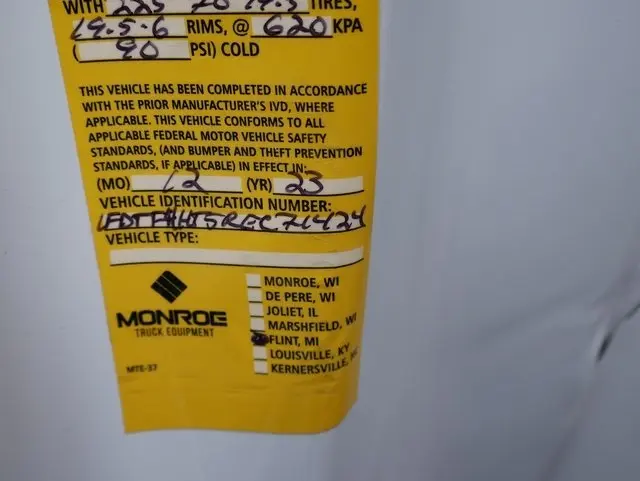 WITH 225 70 19.5 TIRES,
19.5-6 RIMS, @ 620 KPA
( 90 PSI) COLD
THIS VEHICLE HAS BEEN COMPLETED IN ACCORDANCE
WITH THE PRIOR MANUFACTURER'S IVD, WHERE
APPLICABLE. THIS VEHICLE CONFORMS TO ALL
APPLICABLE FEDERAL MOTOR VEHICLE SAFETY
STANDARDS, (AND BUMPER AND THEFT PREVENTION
STANDARDS, IF APPLICABLE) IN EFFECT IN:
(MO) 12 (YR) 23
VEHICLE IDENTIFICATION NUMBER:
VEHICLE TYPE:
MONROE
TRUCK EQUIPMENT
MTE-37
MONROE, WI
DE PERE, WI
JOLIET, IL
MARSHFIELD, WI
FLINT, MI
LOUISVILLE, KY
KERNERSVILLE,